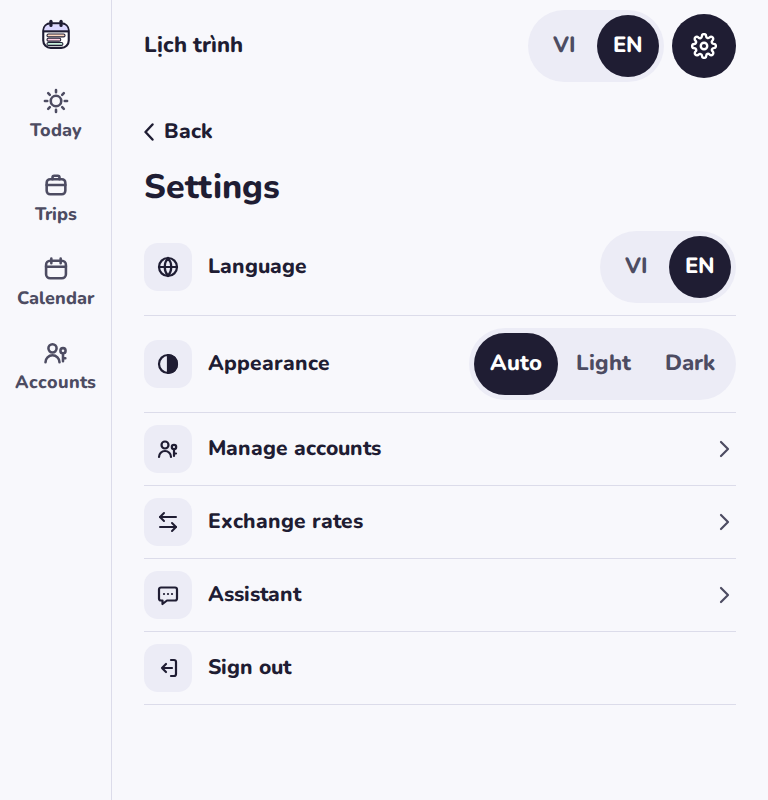 Lịch trình
VI
EN
Today
Trips
Calendar
Accounts
Back
Settings
Language
VI
EN
Appearance
Auto
Light
Dark
Manage accounts
Exchange rates
Assistant
Sign out